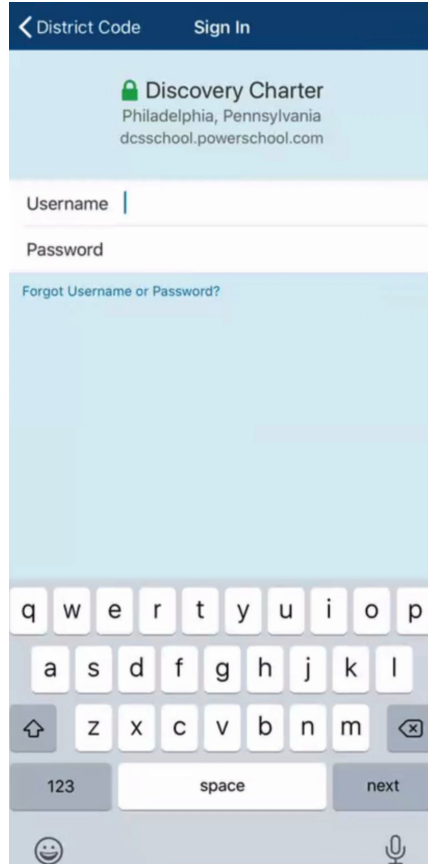 District Code Sign In
Discovery Charter
Philadelphia, Pennsylvania
dcsschool.powerschool.com
Username
Password
Forgot Username or Password?
q w e r t y u i o p
a s d f g h j k l
z x c v b n m
123 space next